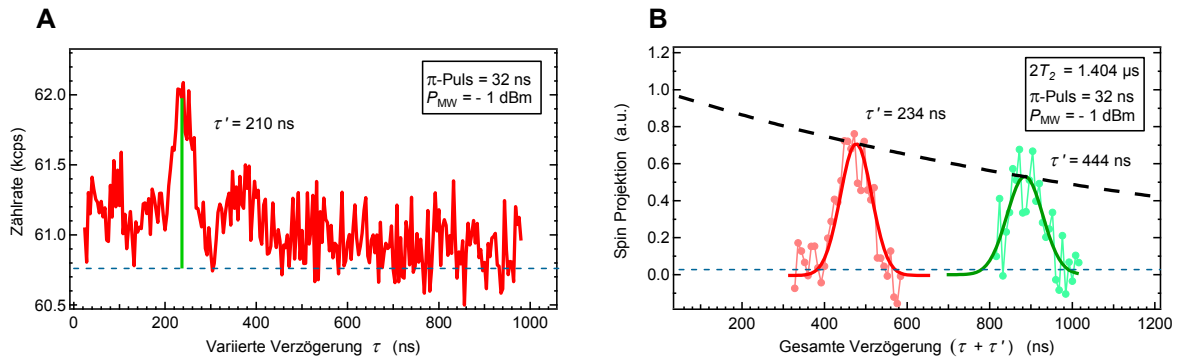 A
62.0
61.5
61.0
60.5
Zählrate (kcps)
τ′ = 210 ns
π-Puls = 32 ns
P_MW = - 1 dBm
0
200
400
600
800
1000
Variierte Verzögerung τ (ns)
B
1.2
1.0
0.8
0.6
0.4
0.2
0.0
Spin Projektion (a.u.)
τ′ = 234 ns
τ′ = 444 ns
2T_2 = 1.404 µs
π-Puls = 32 ns
P_MW = - 1 dBm
200
400
600
800
1000
1200
Gesamte Verzögerung (τ + τ′) (ns)